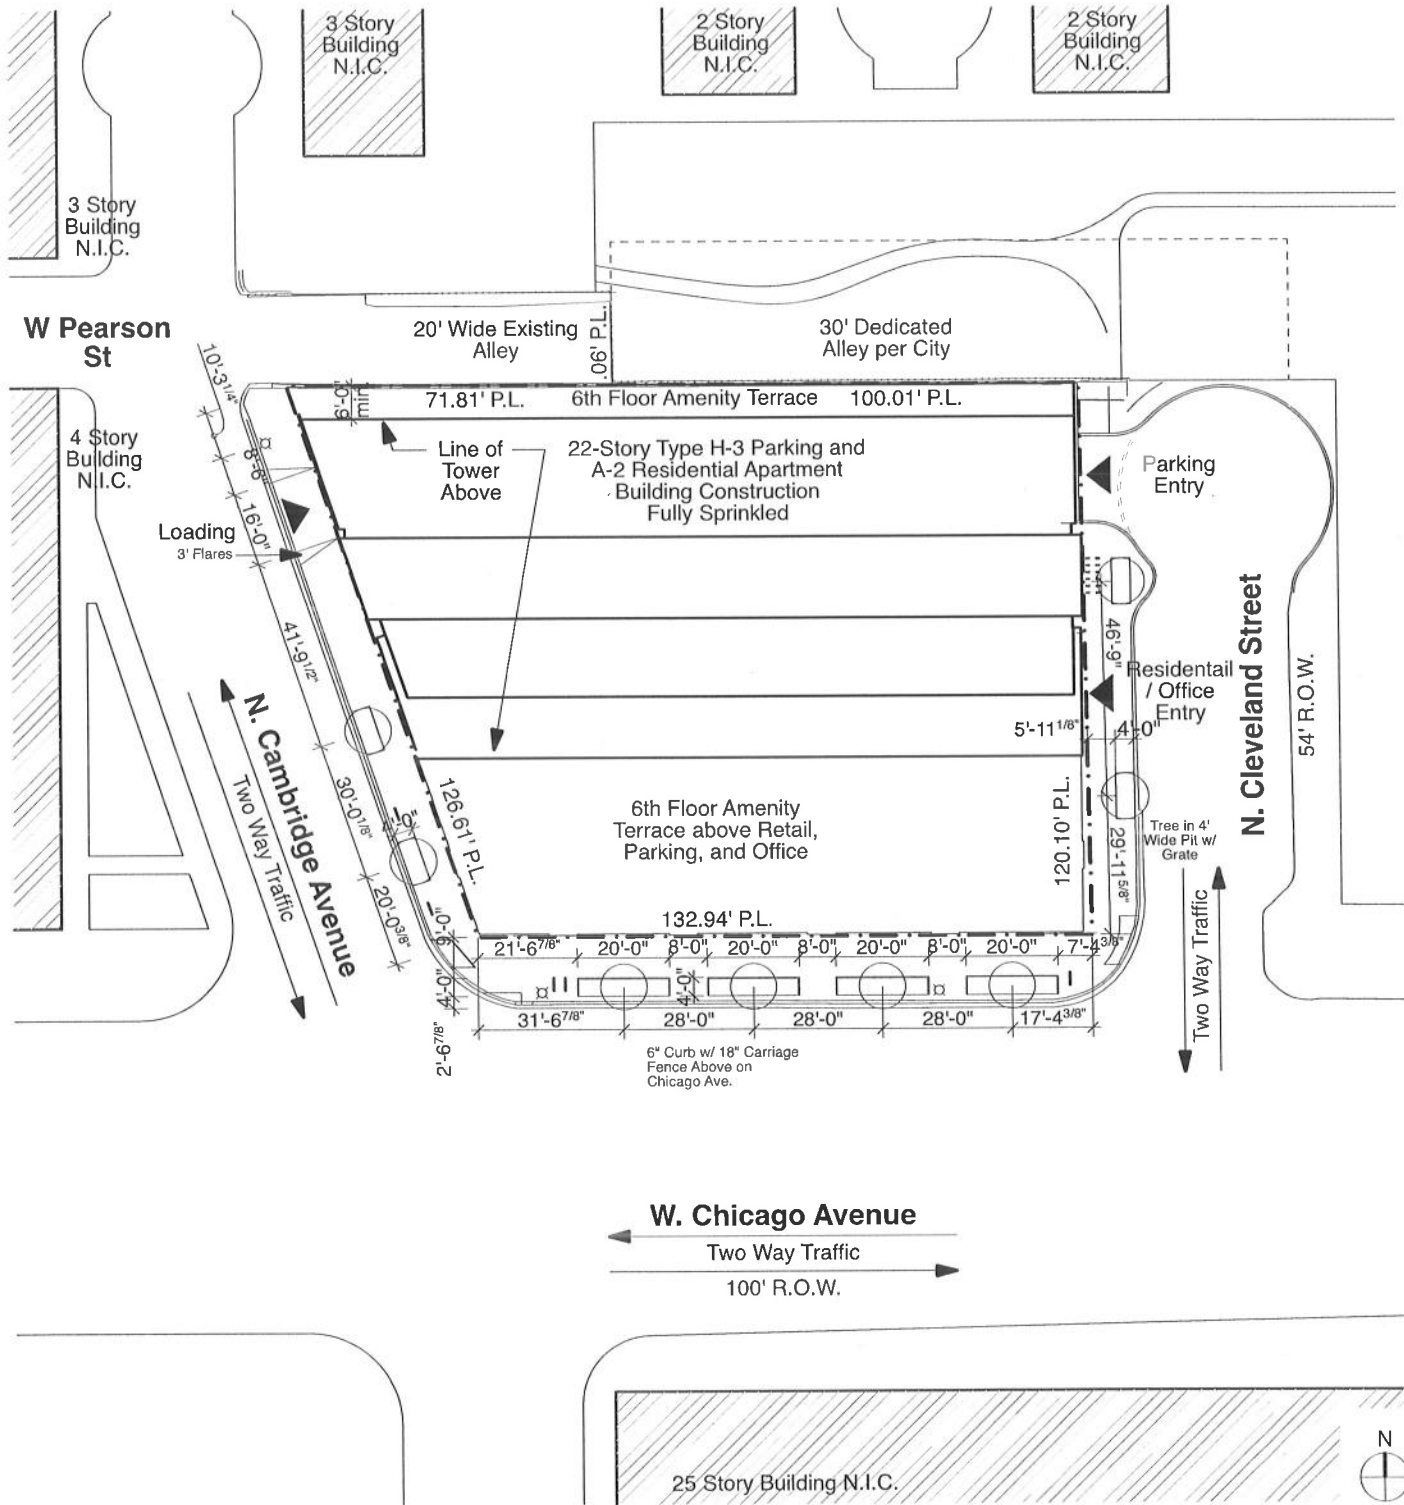 3 Story
Building
N.I.C.
2 Story
Building
N.I.C.
2 Story
Building
N.I.C.
3 Story
Building
N.I.C.
W Pearson
St
20' Wide Existing
Alley
.06' P.L.
30' Dedicated
Alley per City
10'-3 1/4"
6'-0"
min.
71.81' P.L.
6th Floor Amenity Terrace
100.01' P.L.
4 Story
Building
N.I.C.
8'-6"
Line of
Tower
Above
22-Story Type H-3 Parking and
A-2 Residential Apartment
Building Construction
Fully Sprinkled
Parking
Entry
16'-0"
Loading
3' Flares
41'-9 1/2"
46'-9"
Residentail
/ Office
Entry
N. Cleveland Street
54' R.O.W.
5'-11 1/8"
4'-0"
N. Cambridge Avenue
Two Way Traffic
30'-0 1/8"
4'-0"
126.61' P.L.
6th Floor Amenity
Terrace above Retail,
Parking, and Office
120.10' P.L.
29'-11 5/8"
Tree in 4'
Wide Pit w/
Grate
20'-0 3/8"
9'-0"
132.94' P.L.
21'-6 7/8"
20'-0"
8'-0"
20'-0"
8'-0"
20'-0"
8'-0"
20'-0"
7'-4 3/8"
Two Way Traffic
4'-0"
4'-0"
2'-6 7/8"
31'-6 7/8"
28'-0"
28'-0"
28'-0"
17'-4 3/8"
6" Curb w/ 18" Carriage
Fence Above on
Chicago Ave.
W. Chicago Avenue
Two Way Traffic
100' R.O.W.
25 Story Building N.I.C.
N